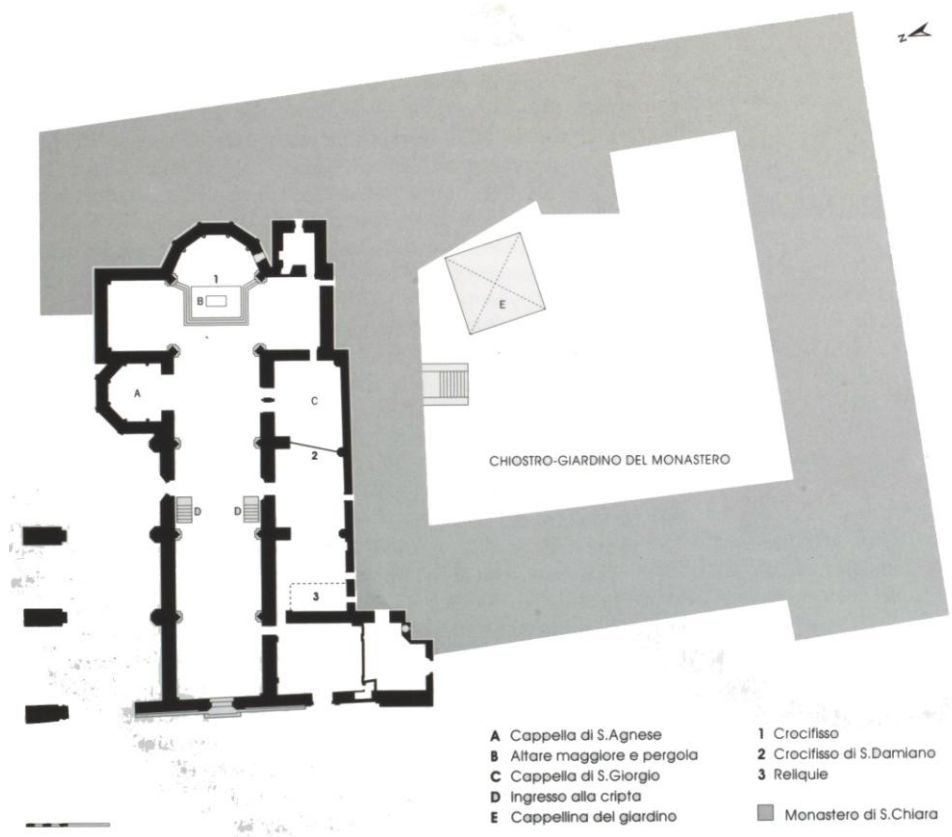 N
1
B
A
C
E
2
CHIOSTRO-GIARDINO DEL MONASTERO
D D
3
A Cappella di S.Agnese
B Altare maggiore e pergola
C Cappella di S.Giorgio
D Ingresso alla cripta
E Cappellina del giardino
1 Crocifisso
2 Crocifisso di S.Damiano
3 Reliquie
Monastero di S.Chiara